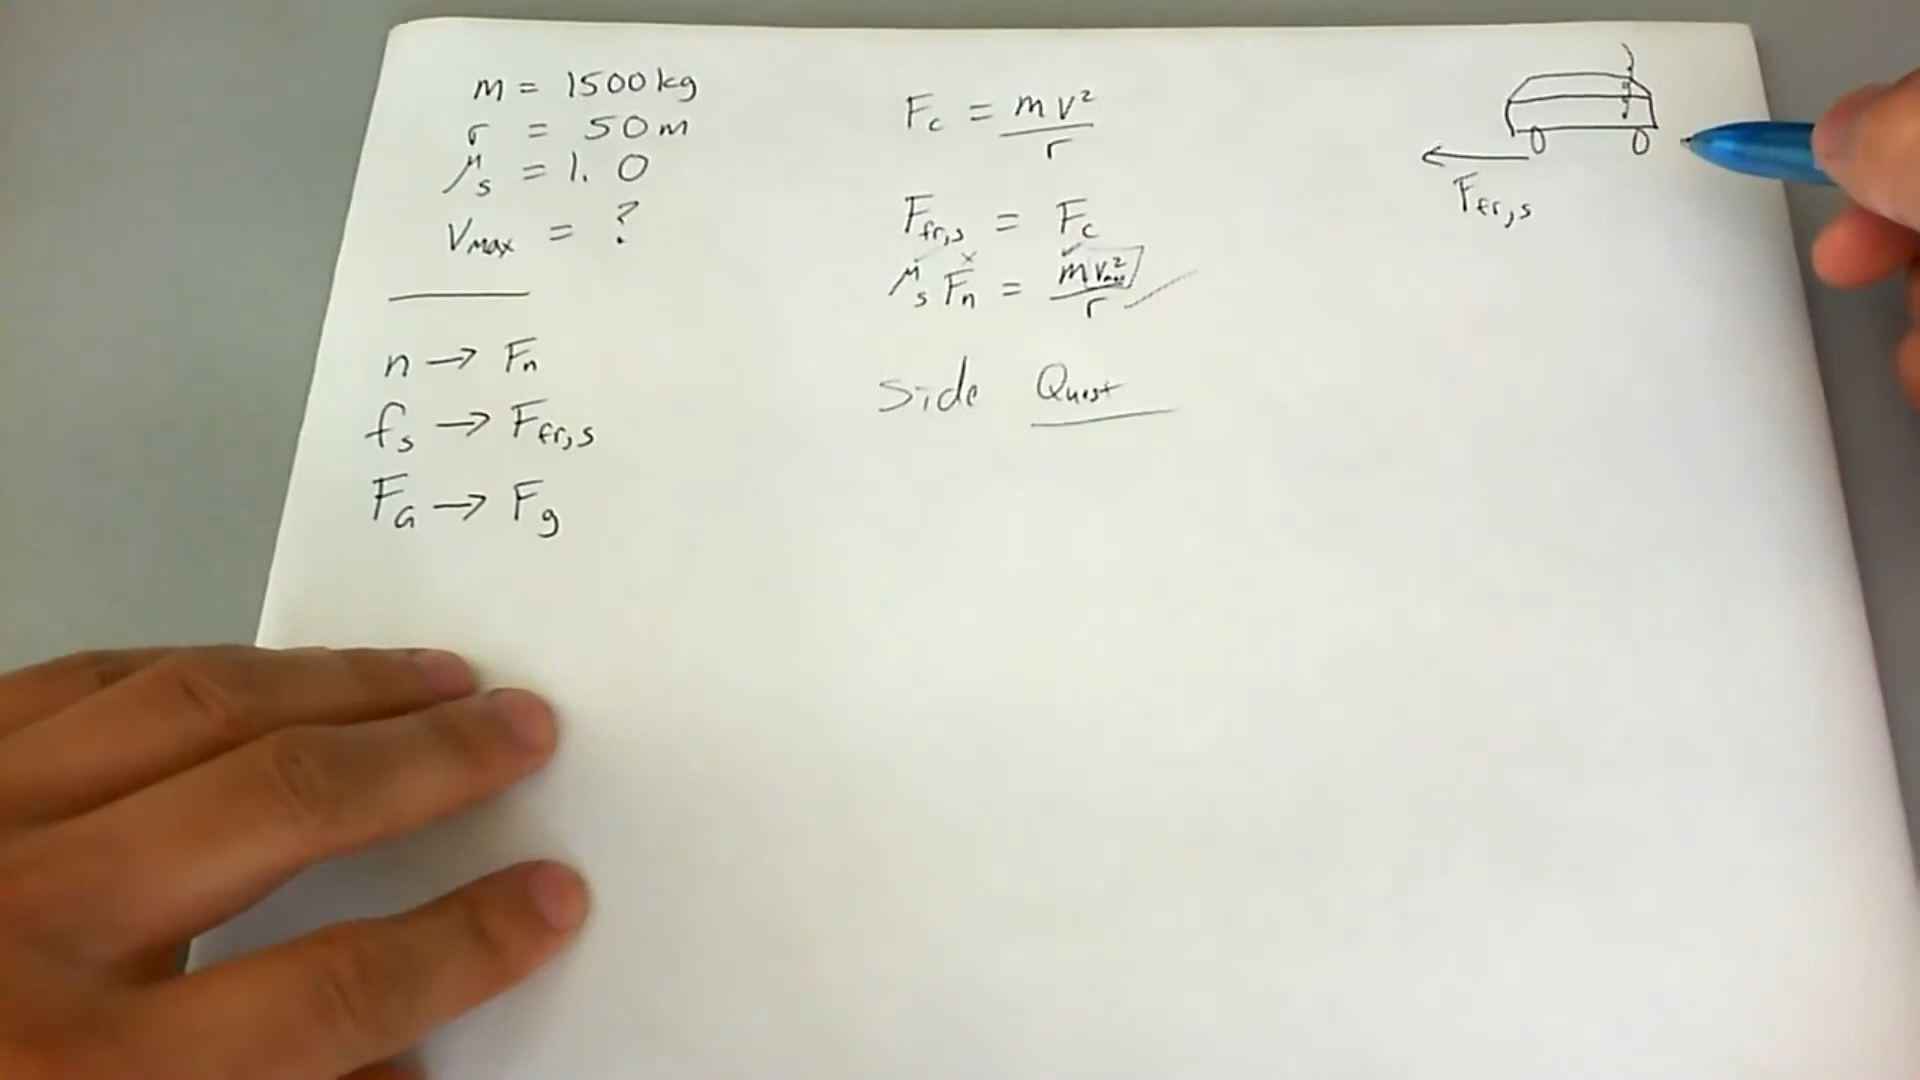 m = 1500 kg
r = 50 m
μs = 1.0
vmax = ?
n → Fn
fs → Ffr,s
FG → Fg
Fc = mv²/r
Ffr,s = Fc
μs Fn = mvmax²/r
Side Quest
Ffr,s